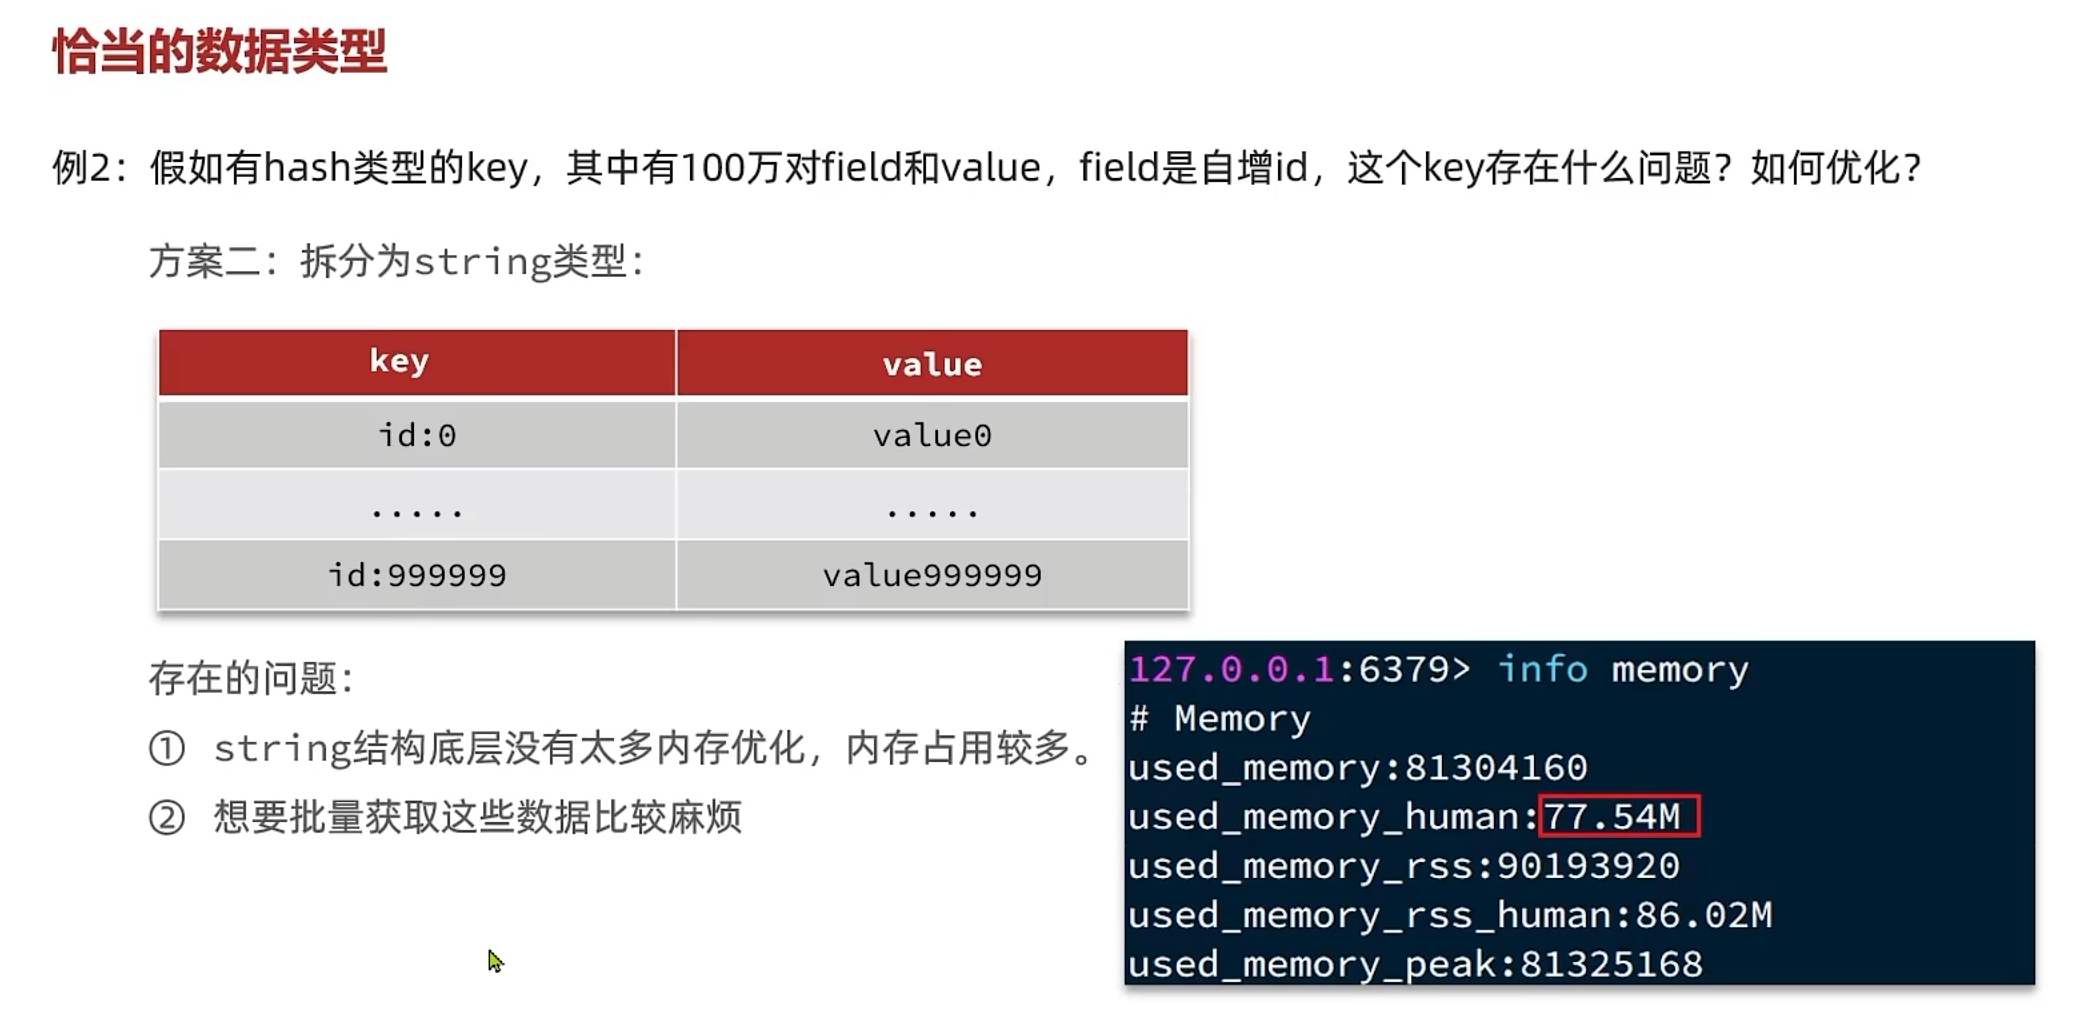 恰当的数据类型
例2：假如有hash类型的key，其中有100万对field和value，field是自增id，这个key存在什么问题？如何优化？
方案二：拆分为string类型：
key value
id:0 value0
..... .....
id:999999 value999999
存在的问题：
① string结构底层没有太多内存优化，内存占用较多。
② 想要批量获取这些数据比较麻烦
127.0.0.1:6379> info memory
# Memory
used_memory:81304160
used_memory_human:77.54M
used_memory_rss:90193920
used_memory_rss_human:86.02M
used_memory_peak:81325168